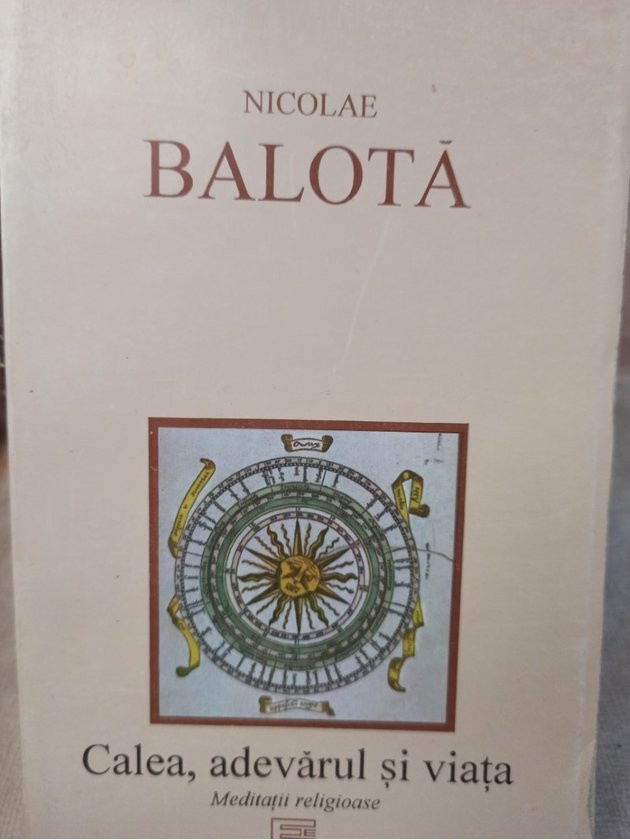 NICOLAE
BALOTĂ
Calea, adevărul și viața
Meditații religioase